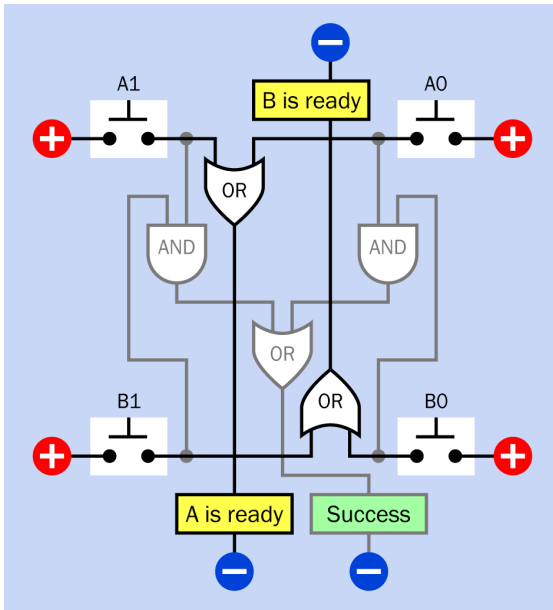 A1
B is ready
A0
OR
AND
AND
OR
B1
OR
B0
A is ready
Success